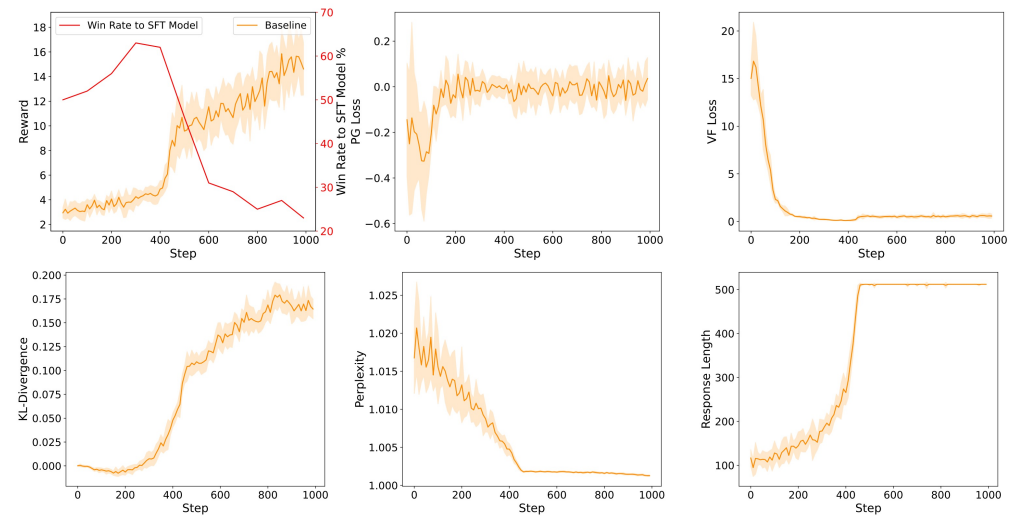 Win Rate to SFT Model
Baseline
Reward
18
16
14
12
10
8
6
4
2
0 200 400 600 800 1000
Step
70
60
50
40
30
20
Win Rate to SFT Model %
PG Loss
0.2
0.0
−0.2
−0.4
−0.6
0 200 400 600 800 1000
Step
VF Loss
20
15
10
5
0
0 200 400 600 800 1000
Step
KL-Divergence
0.200
0.175
0.150
0.125
0.100
0.075
0.050
0.025
0.000
0 200 400 600 800 1000
Step
Perplexity
1.025
1.020
1.015
1.010
1.005
1.000
0 200 400 600 800 1000
Step
Response Length
500
400
300
200
100
0 200 400 600 800 1000
Step